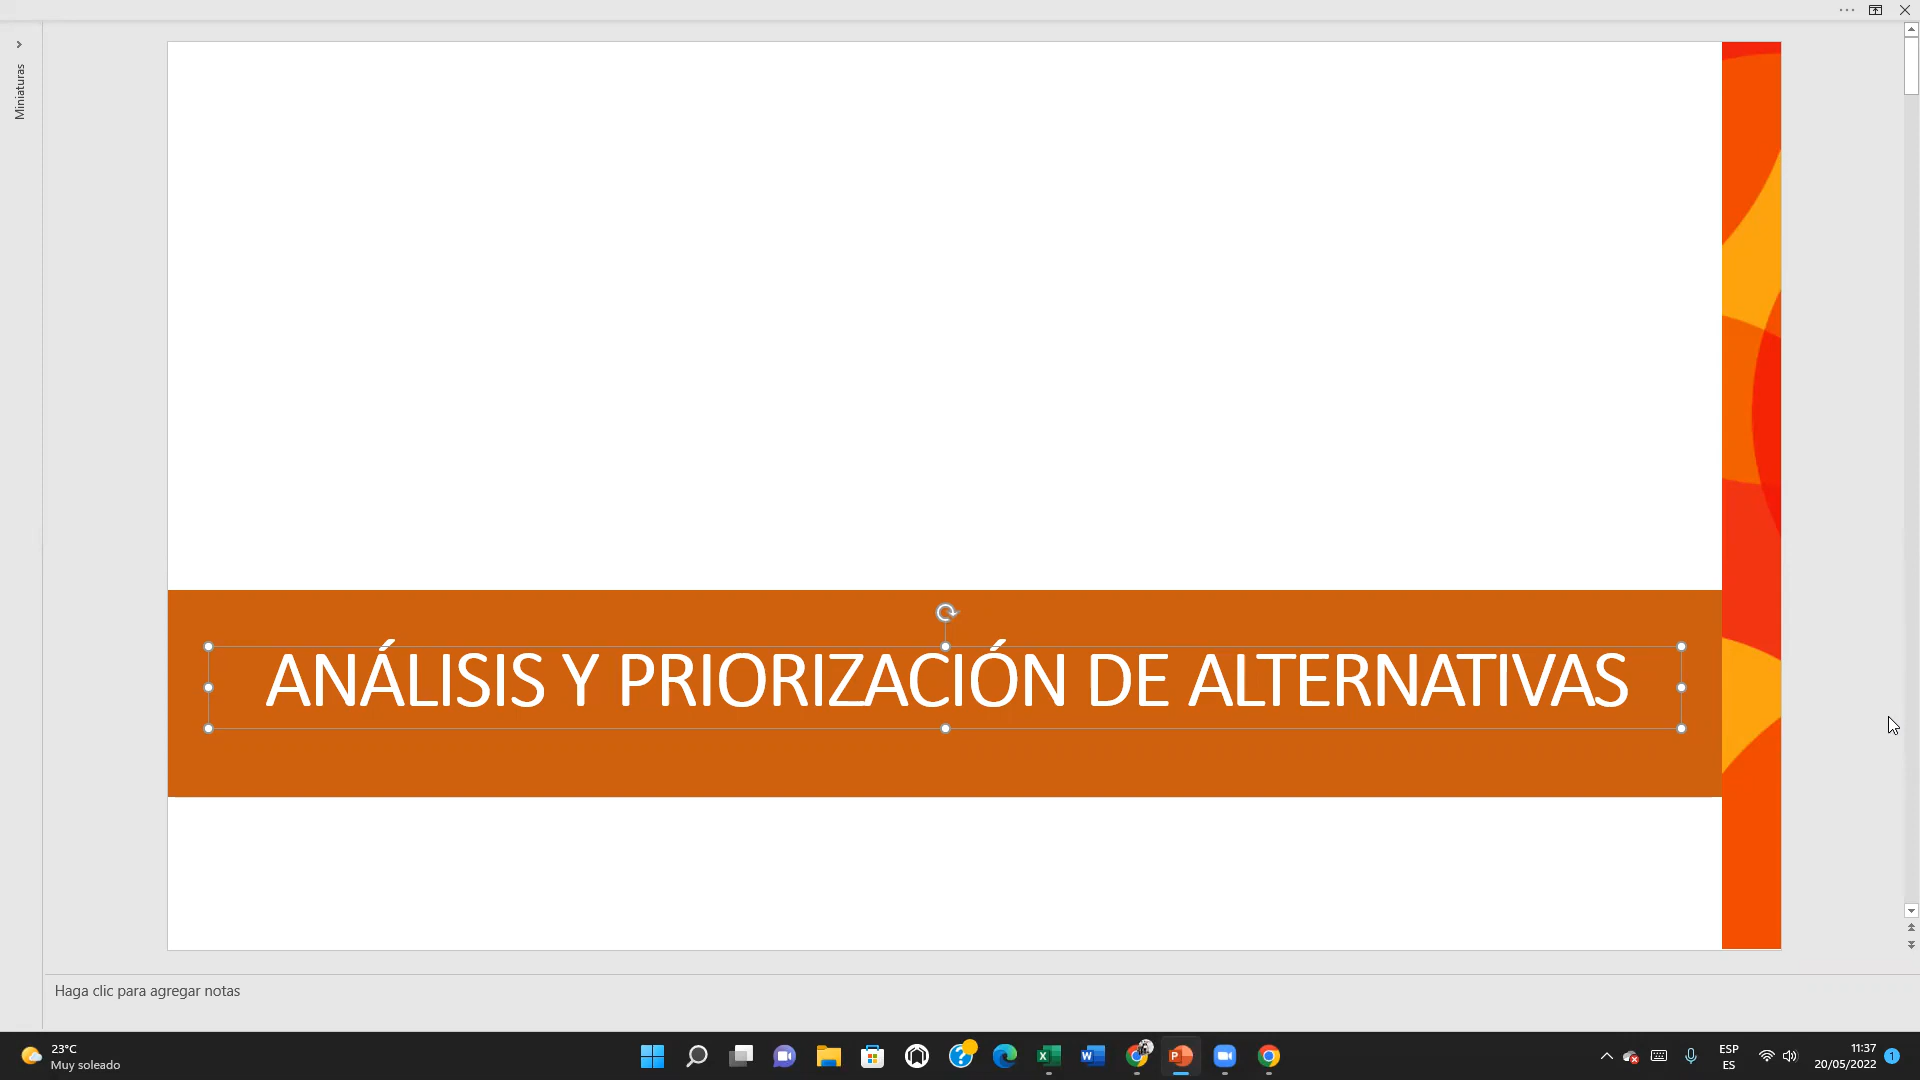 Miniaturas
ANÁLISIS Y PRIORIZACIÓN DE ALTERNATIVAS
Haga clic para agregar notas
23°C
Muy soleado
ESP
ES
11:37
20/05/2022
1